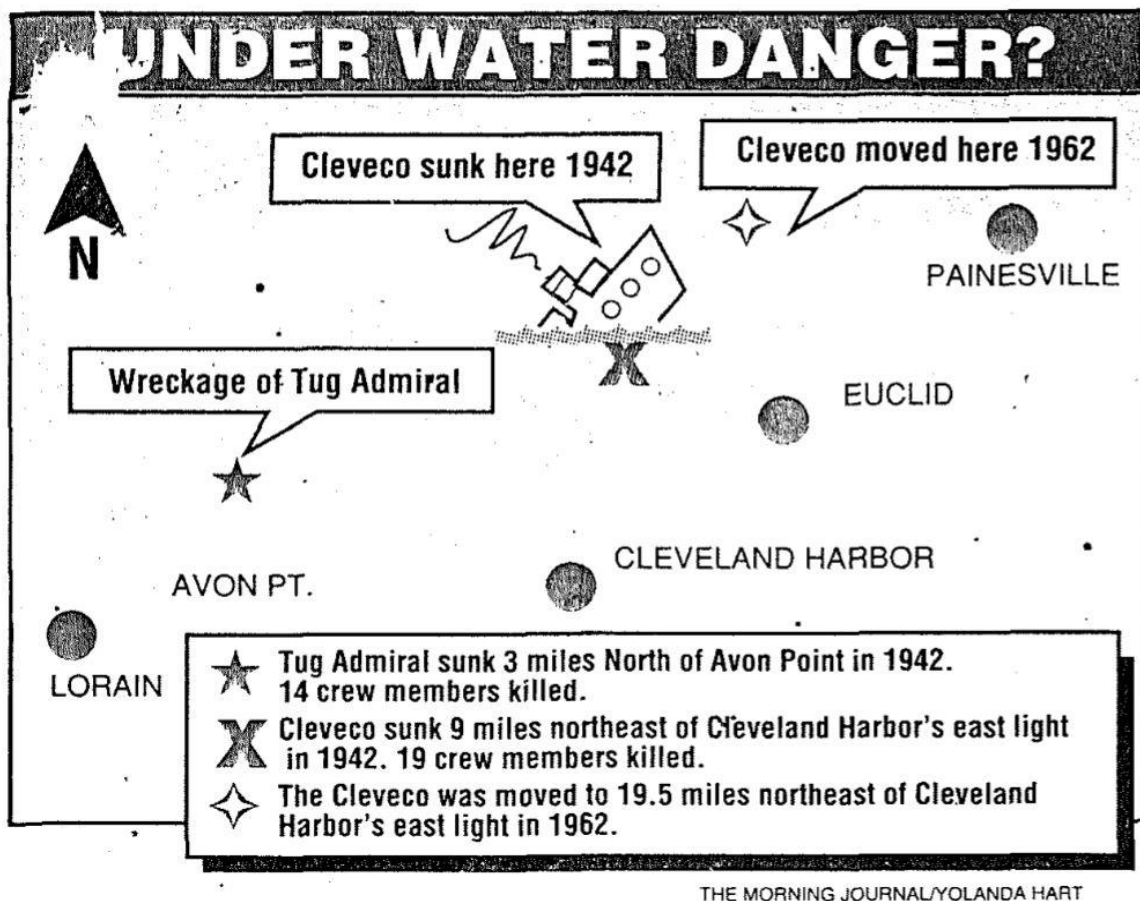 UNDER WATER DANGER?
Cleveco sunk here 1942
Cleveco moved here 1962
N
PAINESVILLE
Wreckage of Tug Admiral
EUCLID
CLEVELAND HARBOR
AVON PT.
LORAIN
Tug Admiral sunk 3 miles North of Avon Point in 1942.
14 crew members killed.
Cleveco sunk 9 miles northeast of Cleveland Harbor's east light
in 1942. 19 crew members killed.
The Cleveco was moved to 19.5 miles northeast of Cleveland
Harbor's east light in 1962.
THE MORNING JOURNAL/YOLANDA HART